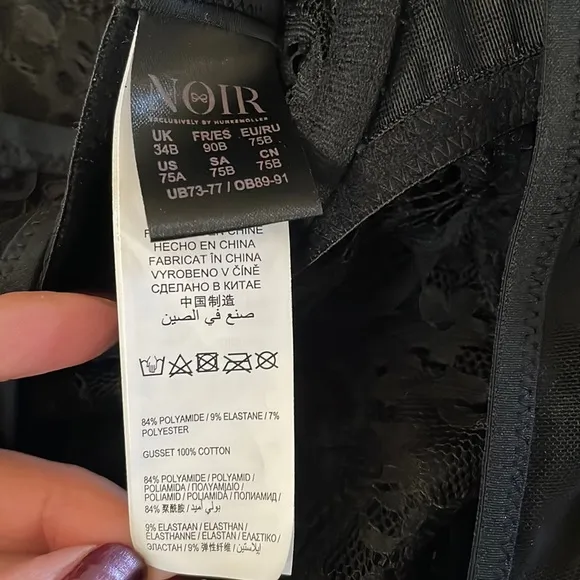 NOIR
EXCLUSIVELY BY HUNKEMÖLLER
UK FR/ES EU/RU
34B 90B 75B
US SA CN
75A 75B 75B
UB73-77 / OB89-91
HECHO EN CHINA
FABRICAT ÎN CHINA
VYROBENO V ČÍNĚ
СДЕЛАНО В КИТАЕ
中国制造
صنع في الصين
84% POLYAMIDE / 9% ELASTANE / 7%
POLYESTER
GUSSET 100% COTTON
84% POLYAMIDE / POLYAMID /
POLIAMIDA / ΠΟΛΥΑΜΙΔΙΟ /
POLIAMID / POLIAMIDĂ / ПОЛИАМИД /
84% 聚酰胺 / بولي أميد
9% ELASTAAN / ELASTHAN /
ELASTHANNE / ELASTAN / ΕΛΑΣΤΙΚΟ /
ЭЛАСТАН / 9% 弹性纤维 / إيلاستين